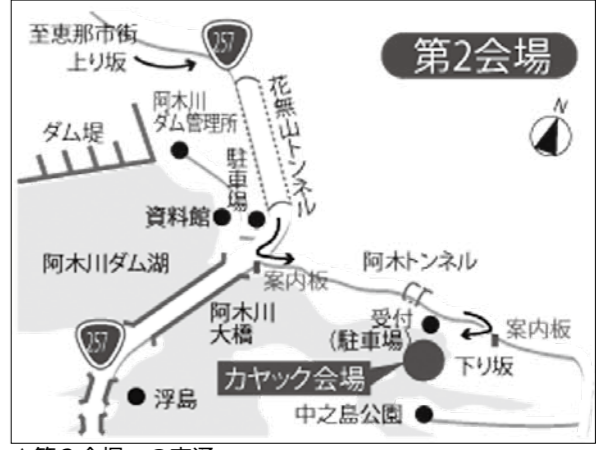 至恵那市街
上り坂
257
第2会場
N
花無山トンネル
阿木川
ダム管理所
ダム堤
駐車場
資料館
阿木川ダム湖
案内板
阿木トンネル
阿木川
大橋
受付
(駐車場)
案内板
257
カヤック会場
下り坂
浮島
中之島公園